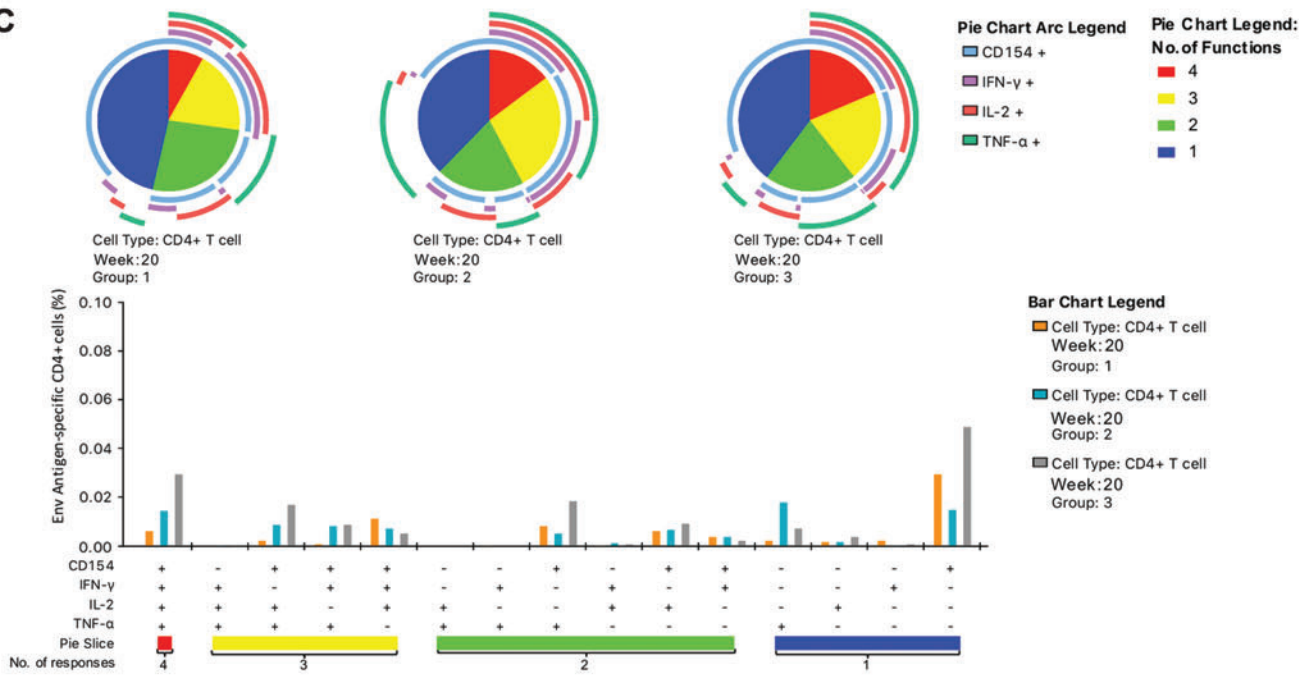 C
Pie Chart Arc Legend
CD154 +
IFN-γ +
IL-2 +
TNF-α +
Pie Chart Legend:
No. of Functions
4
3
2
1
Cell Type: CD4+ T cell
Week:20
Group: 1
Cell Type: CD4+ T cell
Week:20
Group: 2
Cell Type: CD4+ T cell
Week:20
Group: 3
Env Antigen-specific CD4+ cells (%)
0.10
0.08
0.06
0.04
0.02
0.00
Bar Chart Legend
Cell Type: CD4+ T cell
Week:20
Group: 1
Cell Type: CD4+ T cell
Week:20
Group: 2
Cell Type: CD4+ T cell
Week:20
Group: 3
CD154 + - + + + - - + - + + - - - +
IFN-γ + + - + + - + - + - + - - + -
IL-2 + + + - + + - - + + - - + - -
TNF-α + + + + - + + + - - - + - - -
Pie Slice
No. of responses 4 3 2 1